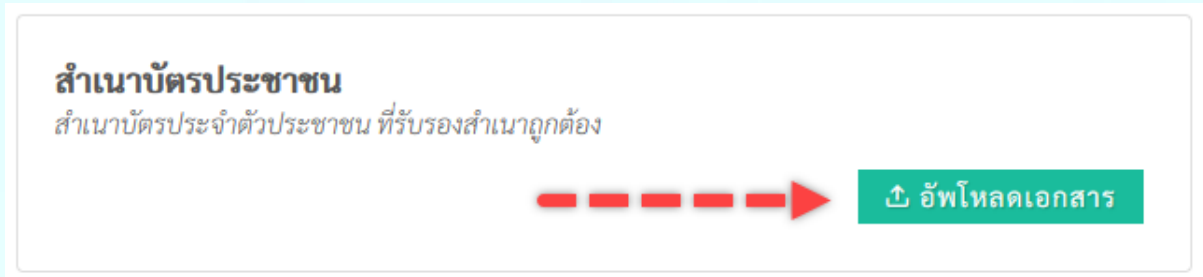 สำเนาบัตรประชาชน
สำเนาบัตรประจำตัวประชาชน ที่รับรองสำเนาถูกต้อง
อัพโหลดเอกสาร